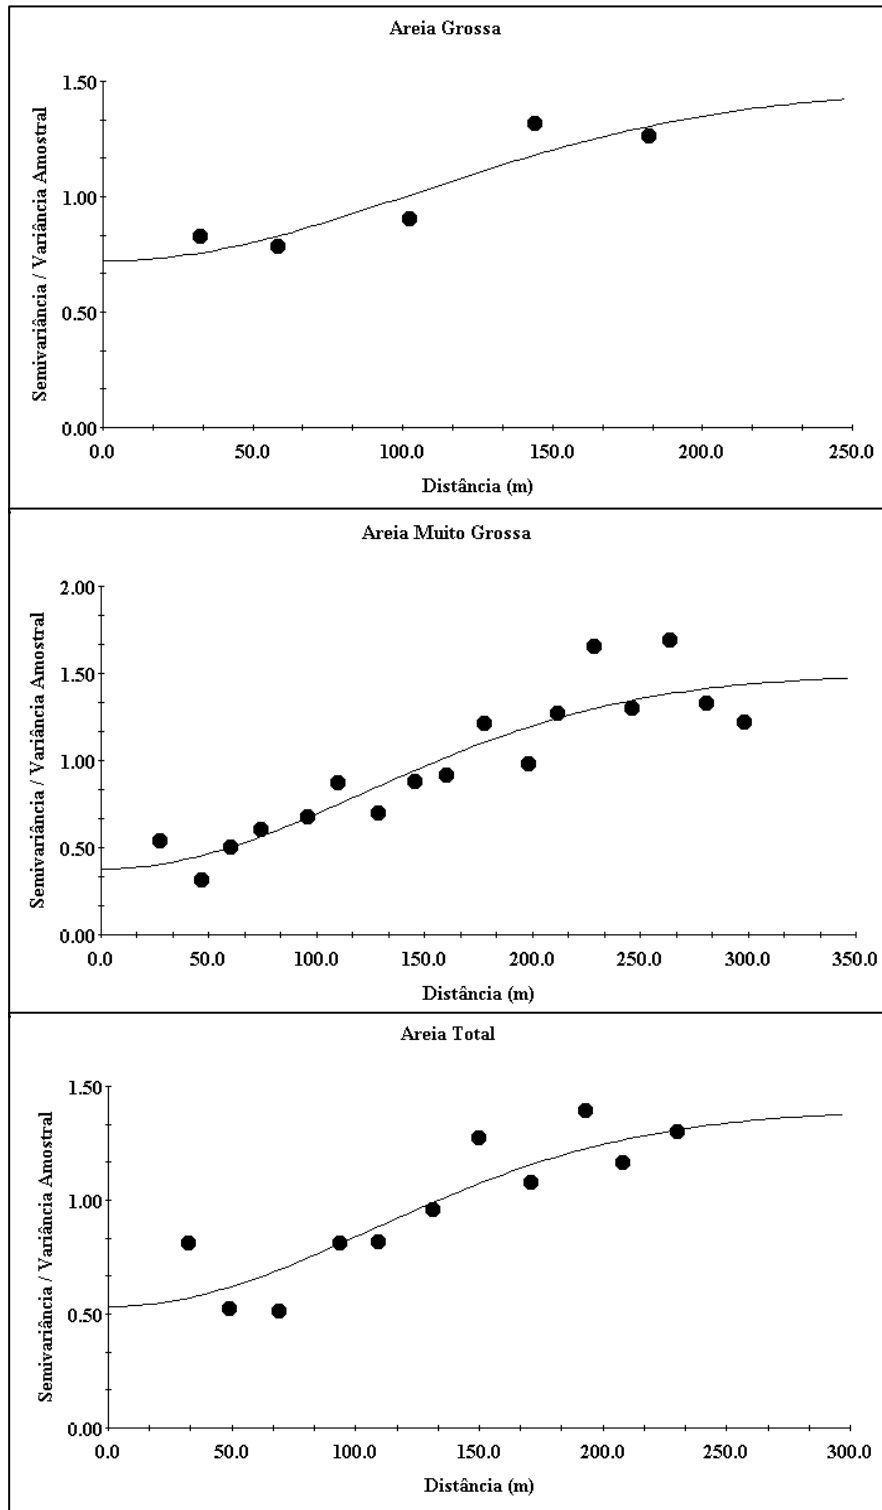 Areia Grossa
Semivariância / Variância Amostral
1.50
1.00
0.50
0.00
0.0 50.0 100.0 150.0 200.0 250.0
Distância (m)
Areia Muito Grossa
Semivariância / Variância Amostral
2.00
1.50
1.00
0.50
0.00
0.0 50.0 100.0 150.0 200.0 250.0 300.0 350.0
Distância (m)
Areia Total
Semivariância / Variância Amostral
1.50
1.00
0.50
0.00
0.0 50.0 100.0 150.0 200.0 250.0 300.0
Distância (m)